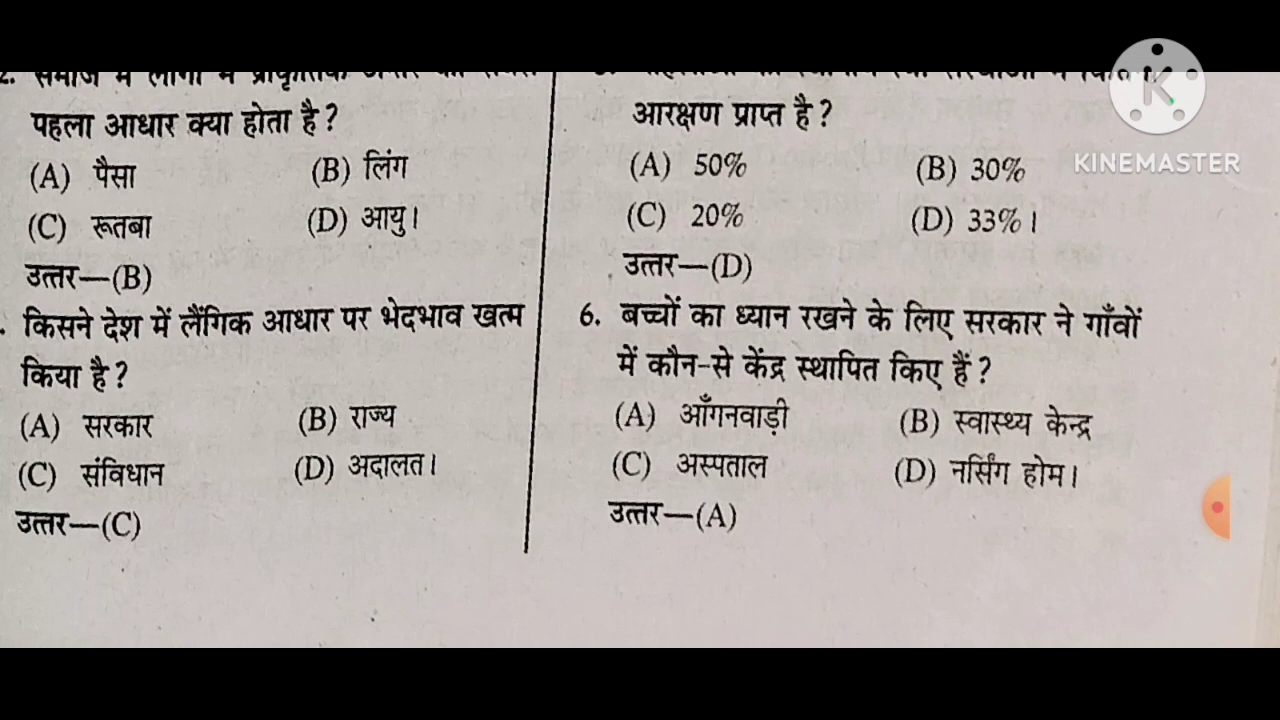 पहला आधार क्या होता है?
(A) पैसा (B) लिंग
(C) रूतबा (D) आयु।
उत्तर—(B)
किसने देश में लैंगिक आधार पर भेदभाव खत्म
किया है?
(A) सरकार (B) राज्य
(C) संविधान (D) अदालत।
उत्तर—(C)
आरक्षण प्राप्त है?
(A) 50% (B) 30%
(C) 20% (D) 33%।
उत्तर—(D)
6. बच्चों का ध्यान रखने के लिए सरकार ने गाँवों
में कौन-से केंद्र स्थापित किए हैं?
(A) आँगनवाड़ी (B) स्वास्थ्य केन्द्र
(C) अस्पताल (D) नर्सिंग होम।
उत्तर—(A)
KINEMASTER